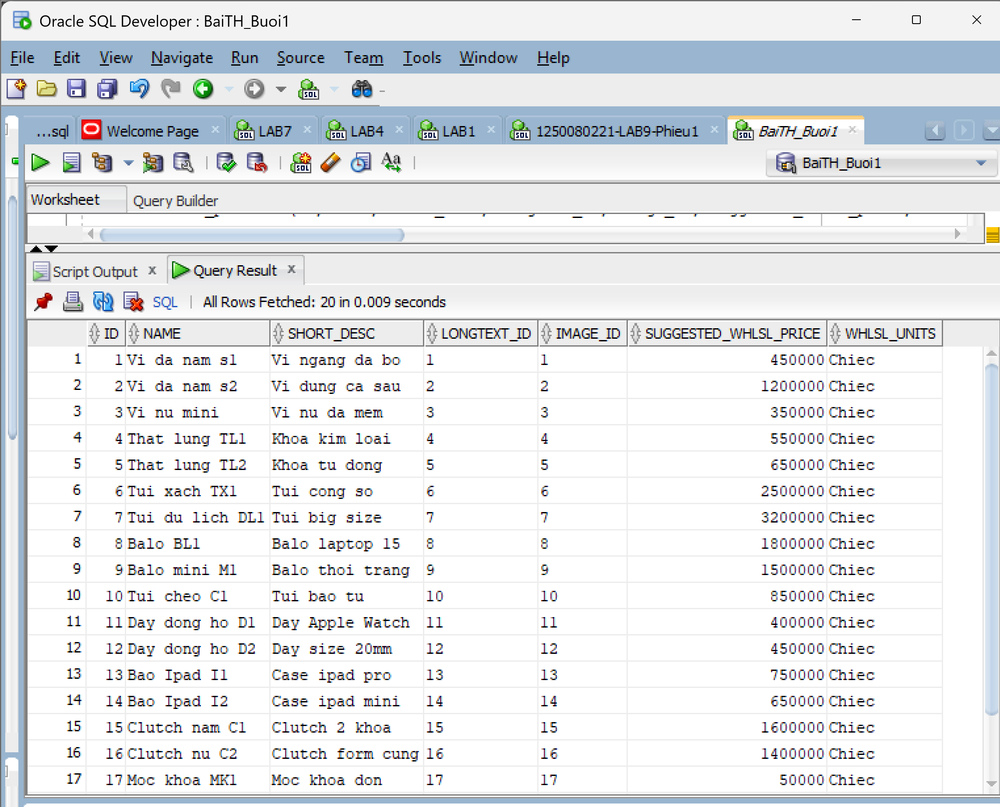 Oracle SQL Developer : BaiTH_Buoi1
File Edit View Navigate Run Source Team Tools Window Help
...sql Welcome Page LAB7 LAB4 LAB1 1250080221-LAB9-Phieu1 BaiTH_Buoi1
BaiTH_Buoi1
Worksheet Query Builder
Script Output Query Result
SQL | All Rows Fetched: 20 in 0.009 seconds
ID NAME SHORT_DESC LONGTEXT_ID IMAGE_ID SUGGESTED_WHLSL_PRICE WHLSL_UNITS
1 1 Vi da nam s1 Vi ngang da bo 1 1 450000 Chiec
2 2 Vi da nam s2 Vi dung ca sau 2 2 1200000 Chiec
3 3 Vi nu mini Vi nu da mem 3 3 350000 Chiec
4 4 That lung TL1 Khoa kim loai 4 4 550000 Chiec
5 5 That lung TL2 Khoa tu dong 5 5 650000 Chiec
6 6 Tui xach TX1 Tui cong so 6 6 2500000 Chiec
7 7 Tui du lich DL1 Tui big size 7 7 3200000 Chiec
8 8 Balo BL1 Balo laptop 15 8 8 1800000 Chiec
9 9 Balo mini M1 Balo thoi trang 9 9 1500000 Chiec
10 10 Tui cheo C1 Tui bao tu 10 10 850000 Chiec
11 11 Day dong ho D1 Day Apple Watch 11 11 400000 Chiec
12 12 Day dong ho D2 Day size 20mm 12 12 450000 Chiec
13 13 Bao Ipad I1 Case ipad pro 13 13 750000 Chiec
14 14 Bao Ipad I2 Case ipad mini 14 14 650000 Chiec
15 15 Clutch nam C1 Clutch 2 khoa 15 15 1600000 Chiec
16 16 Clutch nu C2 Clutch form cung 16 16 1400000 Chiec
17 17 Moc khoa MK1 Moc khoa don 17 17 50000 Chiec